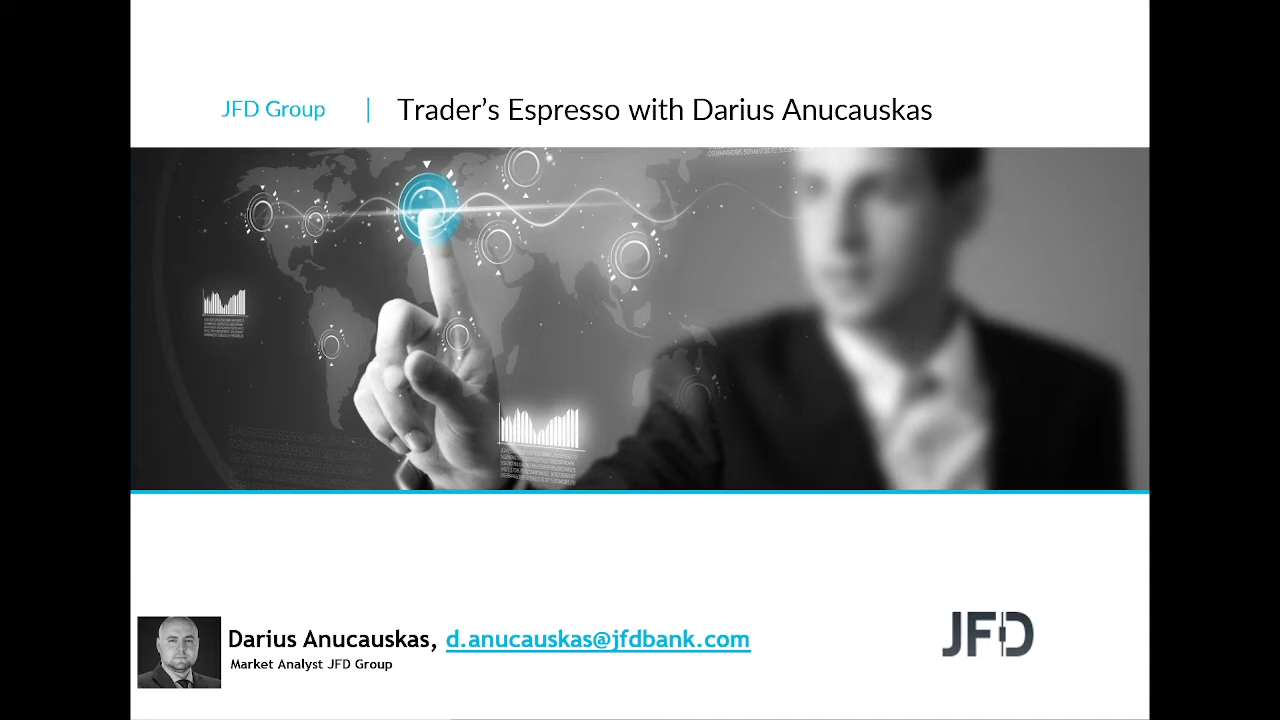 JFD Group | Trader's Espresso with Darius Anucauskas
Darius Anucauskas, d.anucauskas@jfdbank.com
Market Analyst JFD Group
JFD